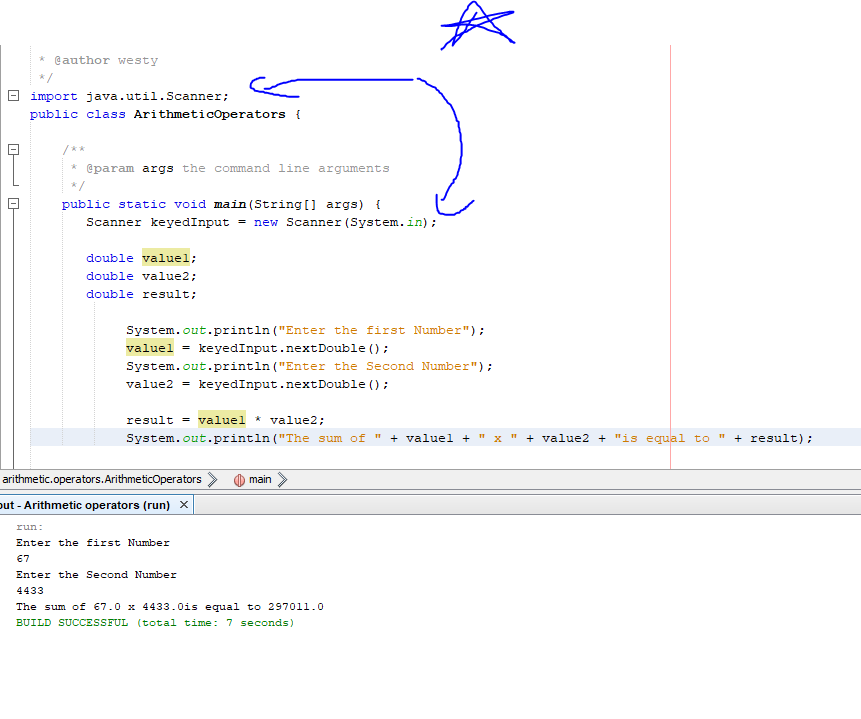 * @author westy
*/
import java.util.Scanner;
public class ArithmeticOperators {
/**
* @param args the command line arguments
*/
public static void main(String[] args) {
Scanner keyedInput = new Scanner(System.in);
double value1;
double value2;
double result;
System.out.println("Enter the first Number");
value1 = keyedInput.nextDouble();
System.out.println("Enter the Second Number");
value2 = keyedInput.nextDouble();
result = value1 * value2;
System.out.println("The sum of " + value1 + " x " + value2 + "is equal to " + result);
arithmetic.operators.ArithmeticOperators
main
out - Arithmetic operators (run)
run:
Enter the first Number
67
Enter the Second Number
4433
The sum of 67.0 x 4433.0is equal to 297011.0
BUILD SUCCESSFUL (total time: 7 seconds)